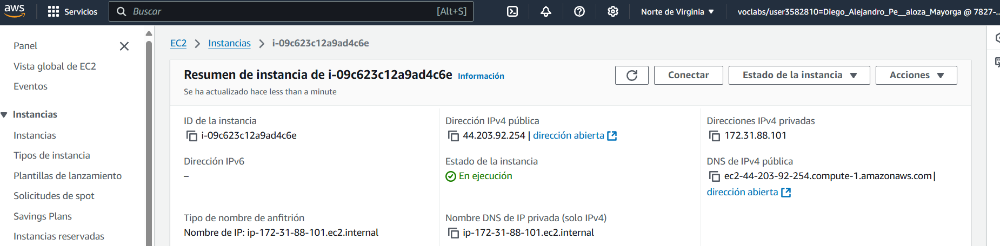 aws
Servicios
Buscar
[Alt+S]
Norte de Virginia
voclabs/user3582810=Diego_Alejandro_Pe__aloza_Mayorga @ 7827-...
Panel
Vista global de EC2
Eventos
Instancias
Instancias
Tipos de instancia
Plantillas de lanzamiento
Solicitudes de spot
Savings Plans
Instancias reservadas
EC2
Instancias
i-09c623c12a9ad4c6e
Resumen de instancia de i-09c623c12a9ad4c6e Información
Se ha actualizado hace less than a minute
Conectar
Estado de la instancia
Acciones
ID de la instancia
i-09c623c12a9ad4c6e
Dirección IPv4 pública
44.203.92.254 | dirección abierta
Direcciones IPv4 privadas
172.31.88.101
Dirección IPv6
–
Estado de la instancia
En ejecución
DNS de IPv4 pública
ec2-44-203-92-254.compute-1.amazonaws.com |
dirección abierta
Tipo de nombre de anfitrión
Nombre de IP: ip-172-31-88-101.ec2.internal
Nombre DNS de IP privada (solo IPv4)
ip-172-31-88-101.ec2.internal